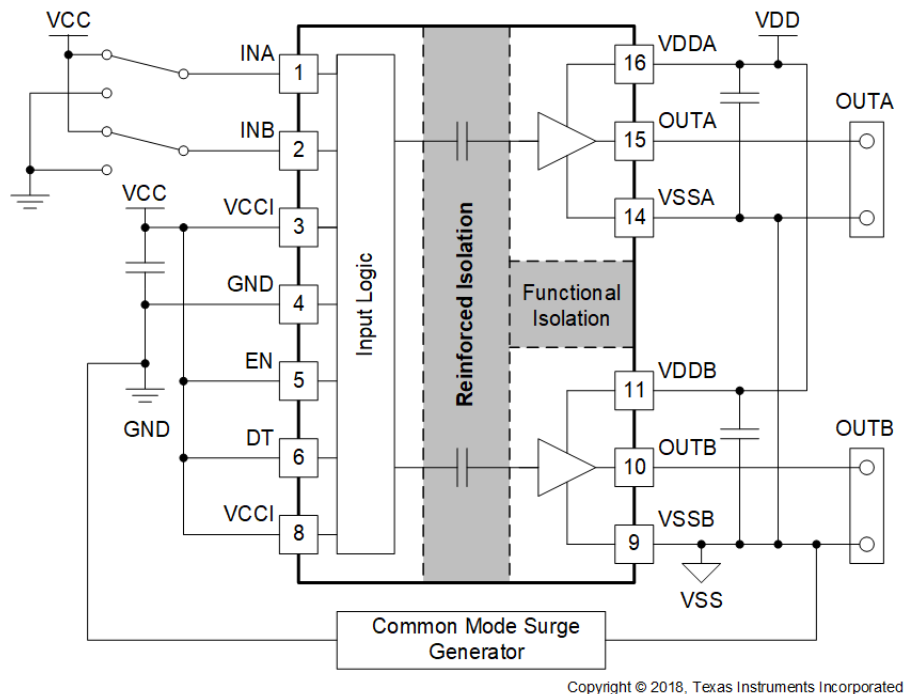 VCC
INA
1
INB
2
VCC
VCCI
3
GND
4
EN
5
GND
DT
6
VCCI
8
Input Logic
Reinforced Isolation
Functional
Isolation
VDDA
VDD
16
OUTA
OUTA
15
VSSA
14
VDDB
11
OUTB
OUTB
10
VSSB
9
VSS
Common Mode Surge
Generator
Copyright © 2018, Texas Instruments Incorporated